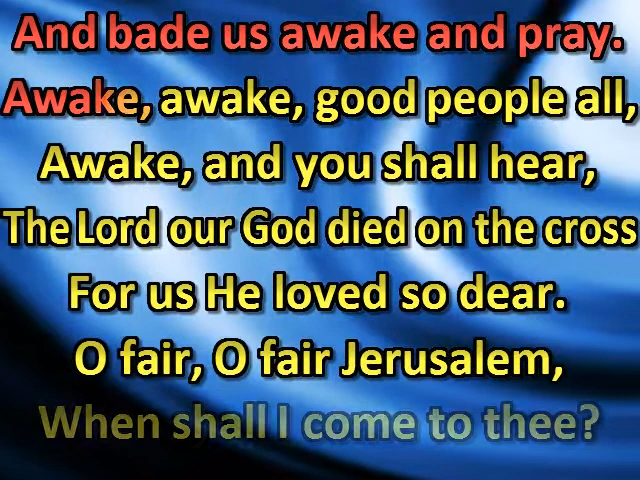 And bade us awake and pray.
Awake, awake, good people all,
Awake, and you shall hear,
The Lord our God died on the cross
For us He loved so dear.
O fair, O fair Jerusalem,
When shall I come to thee?